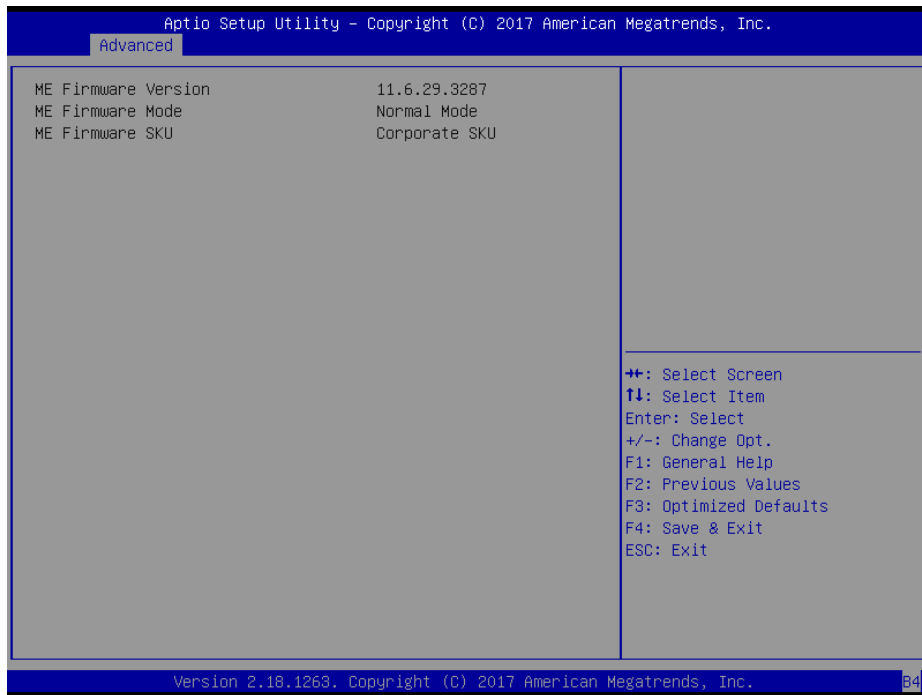 Aptio Setup Utility – Copyright (C) 2017 American Megatrends, Inc.
Advanced
ME Firmware Version 11.6.29.3287
ME Firmware Mode Normal Mode
ME Firmware SKU Corporate SKU
→←: Select Screen
↑↓: Select Item
Enter: Select
+/-: Change Opt.
F1: General Help
F2: Previous Values
F3: Optimized Defaults
F4: Save & Exit
ESC: Exit
Version 2.18.1263. Copyright (C) 2017 American Megatrends, Inc.
B4